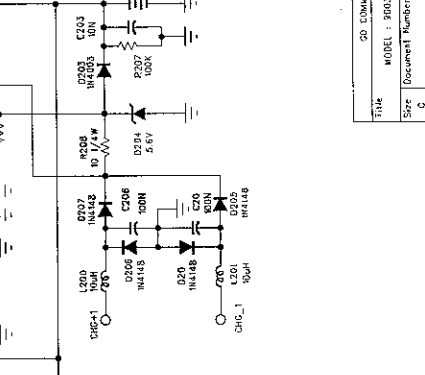 C203
10N
R207
100K
D203
1N4003
D204
5.6V
R208
10 1/4W
D207
1N4148
C206
100N
C20
100N
D205
1N4148
D206
1N4148
D20
1N4148
L200
10uH
L201
10uH
CHG+1
CHG_1
Title
MODEL : 900
Size
Document Number
C